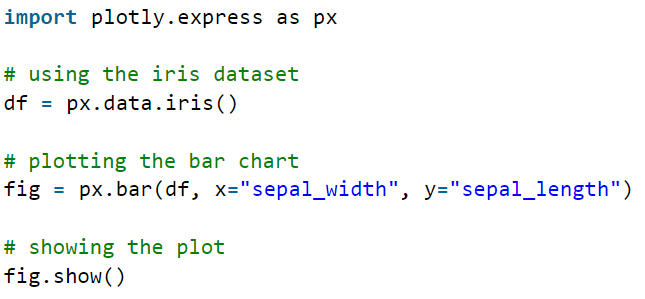 import plotly.express as px
# using the iris dataset
df = px.data.iris()
# plotting the bar chart
fig = px.bar(df, x="sepal_width", y="sepal_length")
# showing the plot
fig.show()